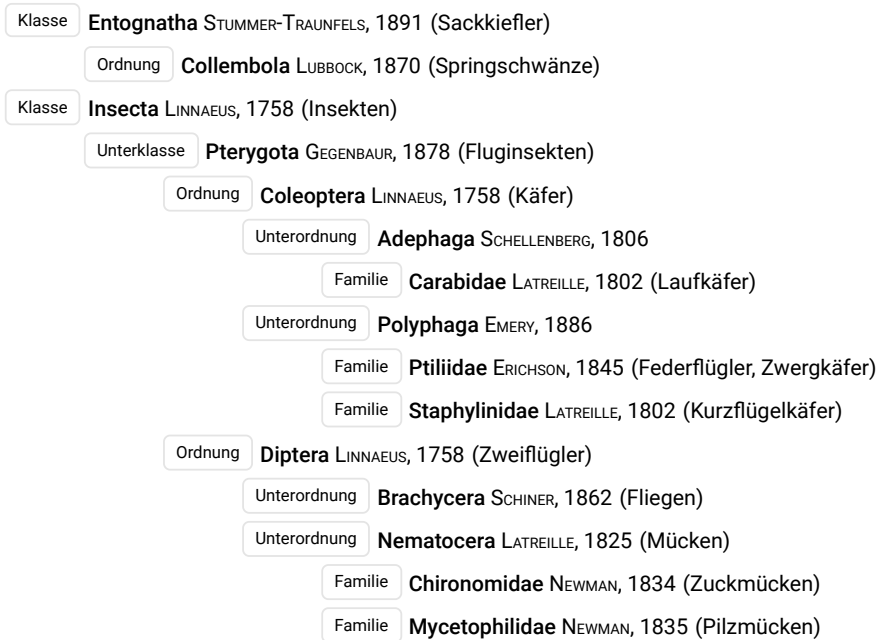 Klasse Entognatha Stummer-Traunfels, 1891 (Sackkiefler)
Ordnung Collembola Lubbock, 1870 (Springschwänze)
Klasse Insecta Linnaeus, 1758 (Insekten)
Unterklasse Pterygota Gegenbaur, 1878 (Fluginsekten)
Ordnung Coleoptera Linnaeus, 1758 (Käfer)
Unterordnung Adephaga Schellenberg, 1806
Familie Carabidae Latreille, 1802 (Laufkäfer)
Unterordnung Polyphaga Emery, 1886
Familie Ptiliidae Erichson, 1845 (Federflügler, Zwergkäfer)
Familie Staphylinidae Latreille, 1802 (Kurzflügelkäfer)
Ordnung Diptera Linnaeus, 1758 (Zweiflügler)
Unterordnung Brachycera Schiner, 1862 (Fliegen)
Unterordnung Nematocera Latreille, 1825 (Mücken)
Familie Chironomidae Newman, 1834 (Zuckmücken)
Familie Mycetophilidae Newman, 1835 (Pilzmücken)